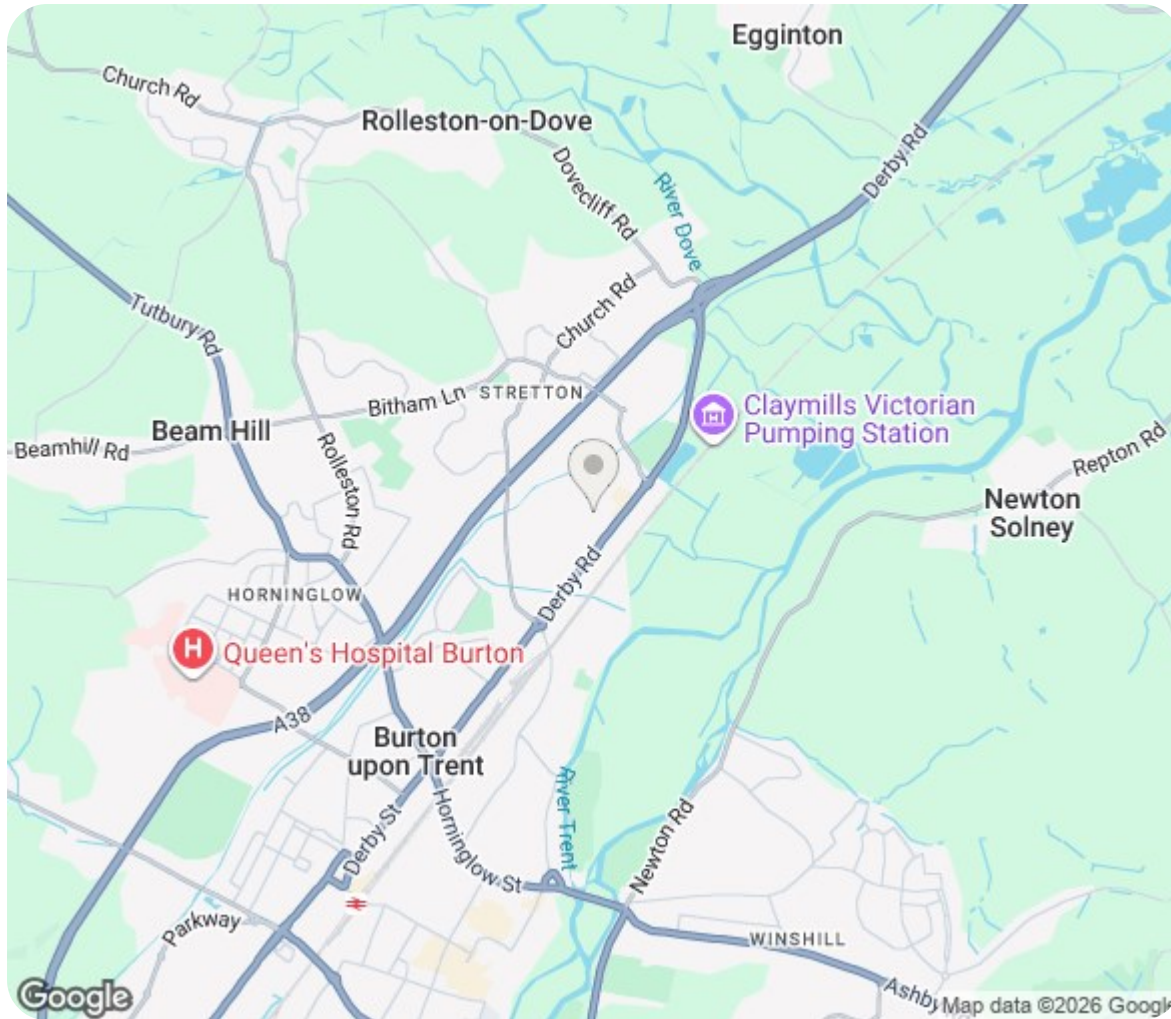 Egginton
Church Rd
Rolleston-on-Dove
Derby Rd
Dovecliff Rd
River Dove
Tutbury Rd
Church Rd
Bitham Ln
STRETTON
Claymills Victorian
Pumping Station
Beam Hill
Beamhill Rd
Rolleston Rd
Repton Rd
Newton
Solney
HORNINGLOW
Derby Rd
Queen's Hospital Burton
H
A38
Burton
upon Trent
River Trent
Derby St
Horninglow St
Newton Rd
Parkway
WINSHILL
Ashby
Google
Map data ©2026 Google